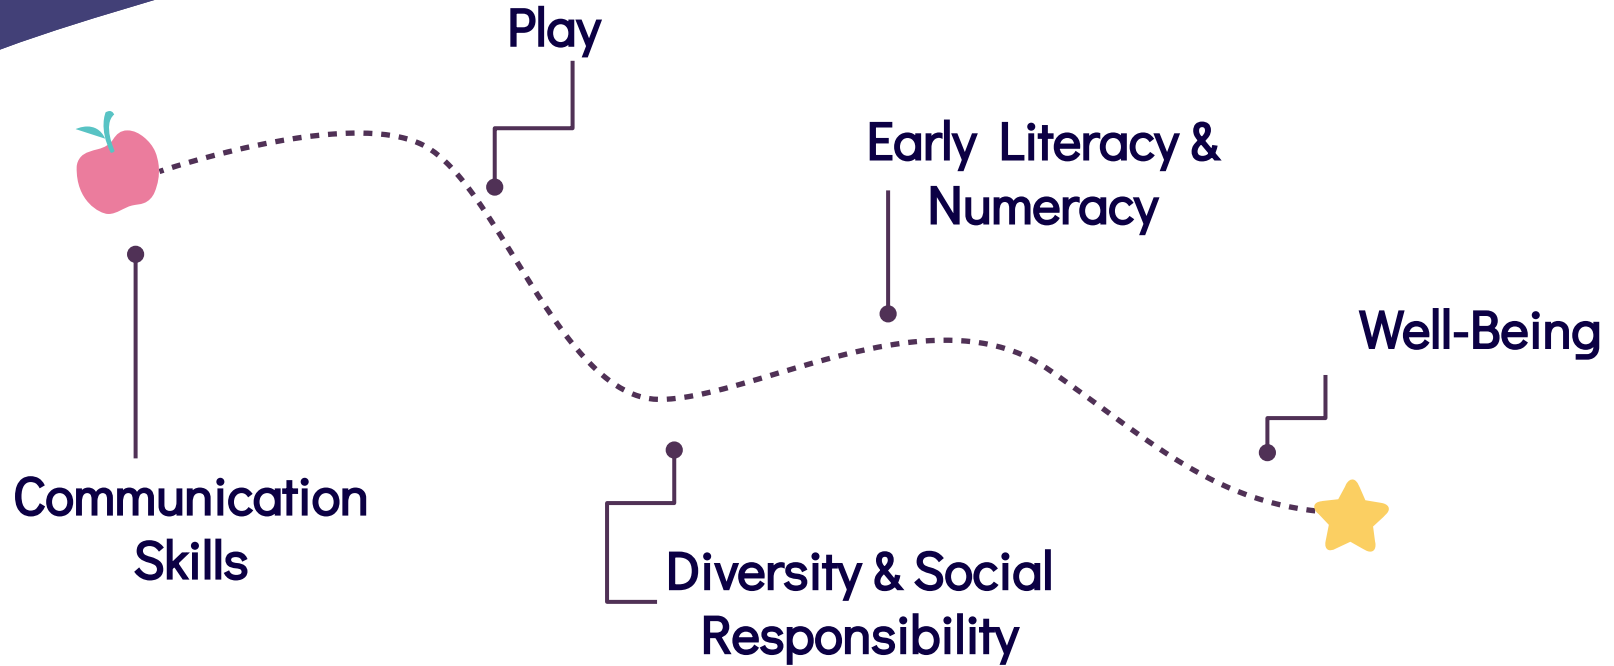 Play
Early Literacy &
Numeracy
Well-Being
Communication
Skills
Diversity & Social
Responsibility